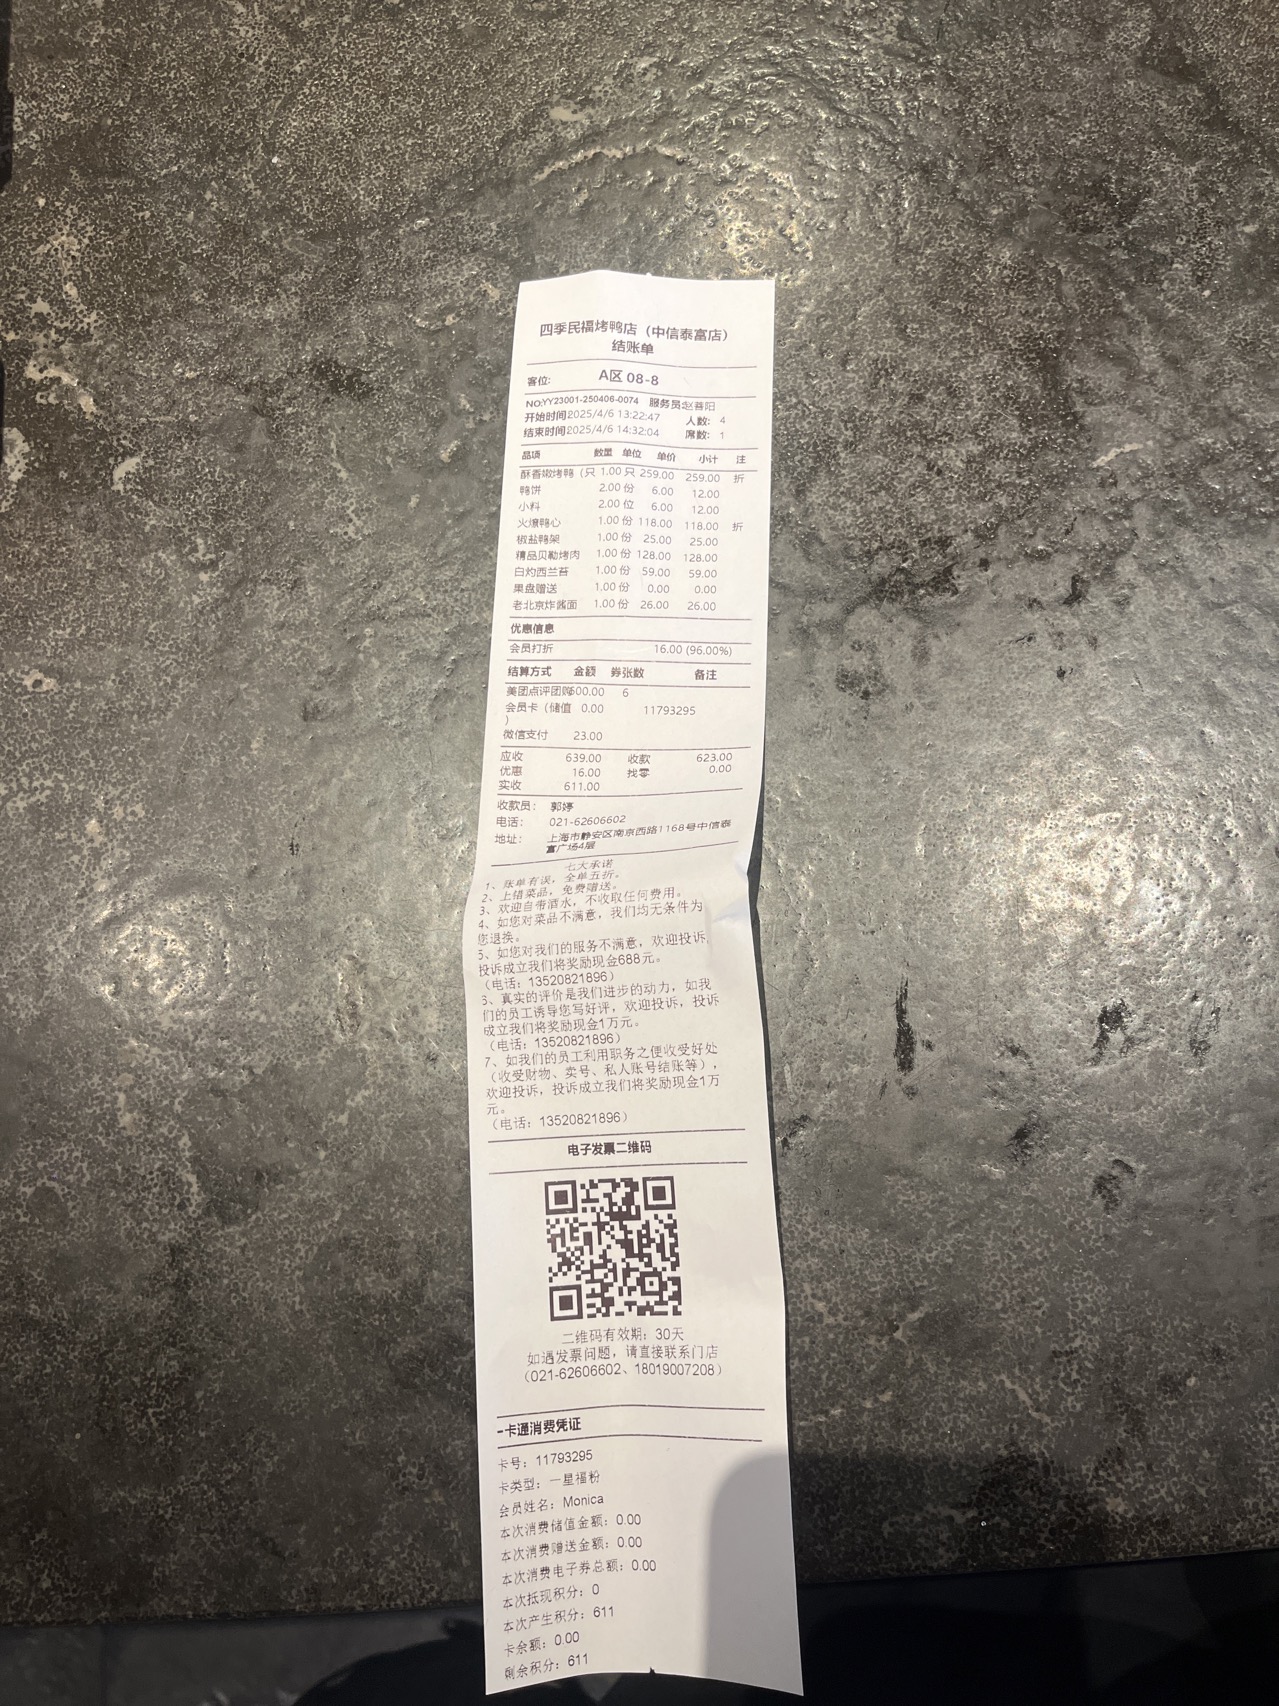 四季民福烤鸭店（中信泰富店）
结账单
客位: A区 08-8
NO:YY23001-250406-0074 服务员:赵喜阳
开始时间2025/4/6 13:22:47 人数: 4
结束时间2025/4/6 14:32:04 席数: 1
品项 数量 单位 单价 小计 注
酥香嫩烤鸭（只 1.00 只 259.00 259.00 折
鸭饼 2.00 份 6.00 12.00
小料 2.00 位 6.00 12.00
火爆鸭心 1.00 份 118.00 118.00 折
椒盐鸭架 1.00 份 25.00 25.00
精品贝勒烤肉 1.00 份 128.00 128.00
白灼西兰苔 1.00 份 59.00 59.00
果盘赠送 1.00 份 0.00 0.00
老北京炸酱面 1.00 份 26.00 26.00
优惠信息
会员打折 16.00 (96.00%)
结算方式 金额 券张数 备注
美团点评团购600.00 6
会员卡（储值 0.00 11793295
）
微信支付 23.00
应收 639.00 收款 623.00
优惠 16.00 找零 0.00
实收 611.00
收款员: 郭婷
电话: 021-62606602
地址: 上海市静安区南京西路1168号中信泰
富广场4层
七大承诺
1、账单有误，全单五折。
2、上错菜品，免费赠送。
3、欢迎自带酒水，不收取任何费用。
4、如您对菜品不满意，我们均无条件为
您退换。
5、如您对我们的服务不满意，欢迎投诉,
投诉成立我们将奖励现金688元。
（电话：13520821896）
6、真实的评价是我们进步的动力，如我
们的员工诱导您写好评，欢迎投诉，投诉
成立我们将奖励现金1万元。
（电话：13520821896）
7、如我们的员工利用职务之便收受好处
（收受财物、卖号、私人账号结账等），
欢迎投诉，投诉成立我们将奖励现金1万
元。
（电话：13520821896）
电子发票二维码
二维码有效期：30天
如遇发票问题，请直接联系门店
（021-62606602、18019007208）
一卡通消费凭证
卡号：11793295
卡类型：一星福粉
会员姓名：Monica
本次消费储值金额：0.00
本次消费赠送金额：0.00
本次消费电子券总额：0.00
本次抵现积分：0
本次产生积分：611
卡余额：0.00
剩余积分：611